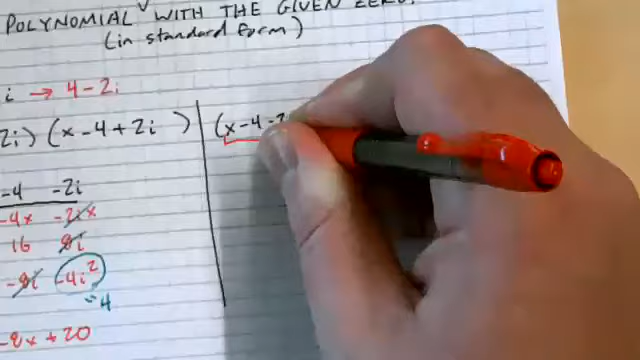 POLYNOMIAL WITH THE GIVEN ZERO.
(in standard form)
i → 4-2i
2i) (x-4+2i ) (x-4-2
-4 -2i
-4x -2ix
16 8i
-8i -4i²
=4
-8x +20